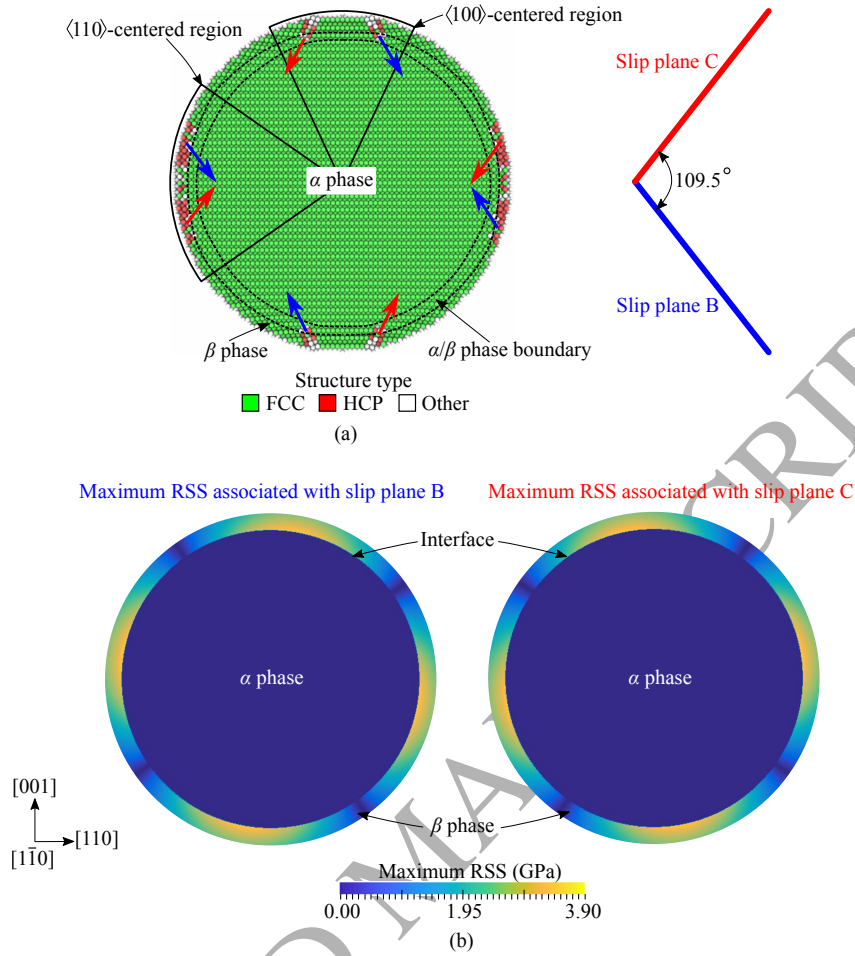 ⟨110⟩-centered region
⟨100⟩-centered region
Slip plane C
α phase
109.5°
Slip plane B
β phase
α/β phase boundary
Structure type
FCC HCP Other
(a)
Maximum RSS associated with slip plane B
Maximum RSS associated with slip plane C
Interface
α phase
α phase
[001]
[110]
[11̄0]
β phase
Maximum RSS (GPa)
0.00 1.95 3.90
(b)